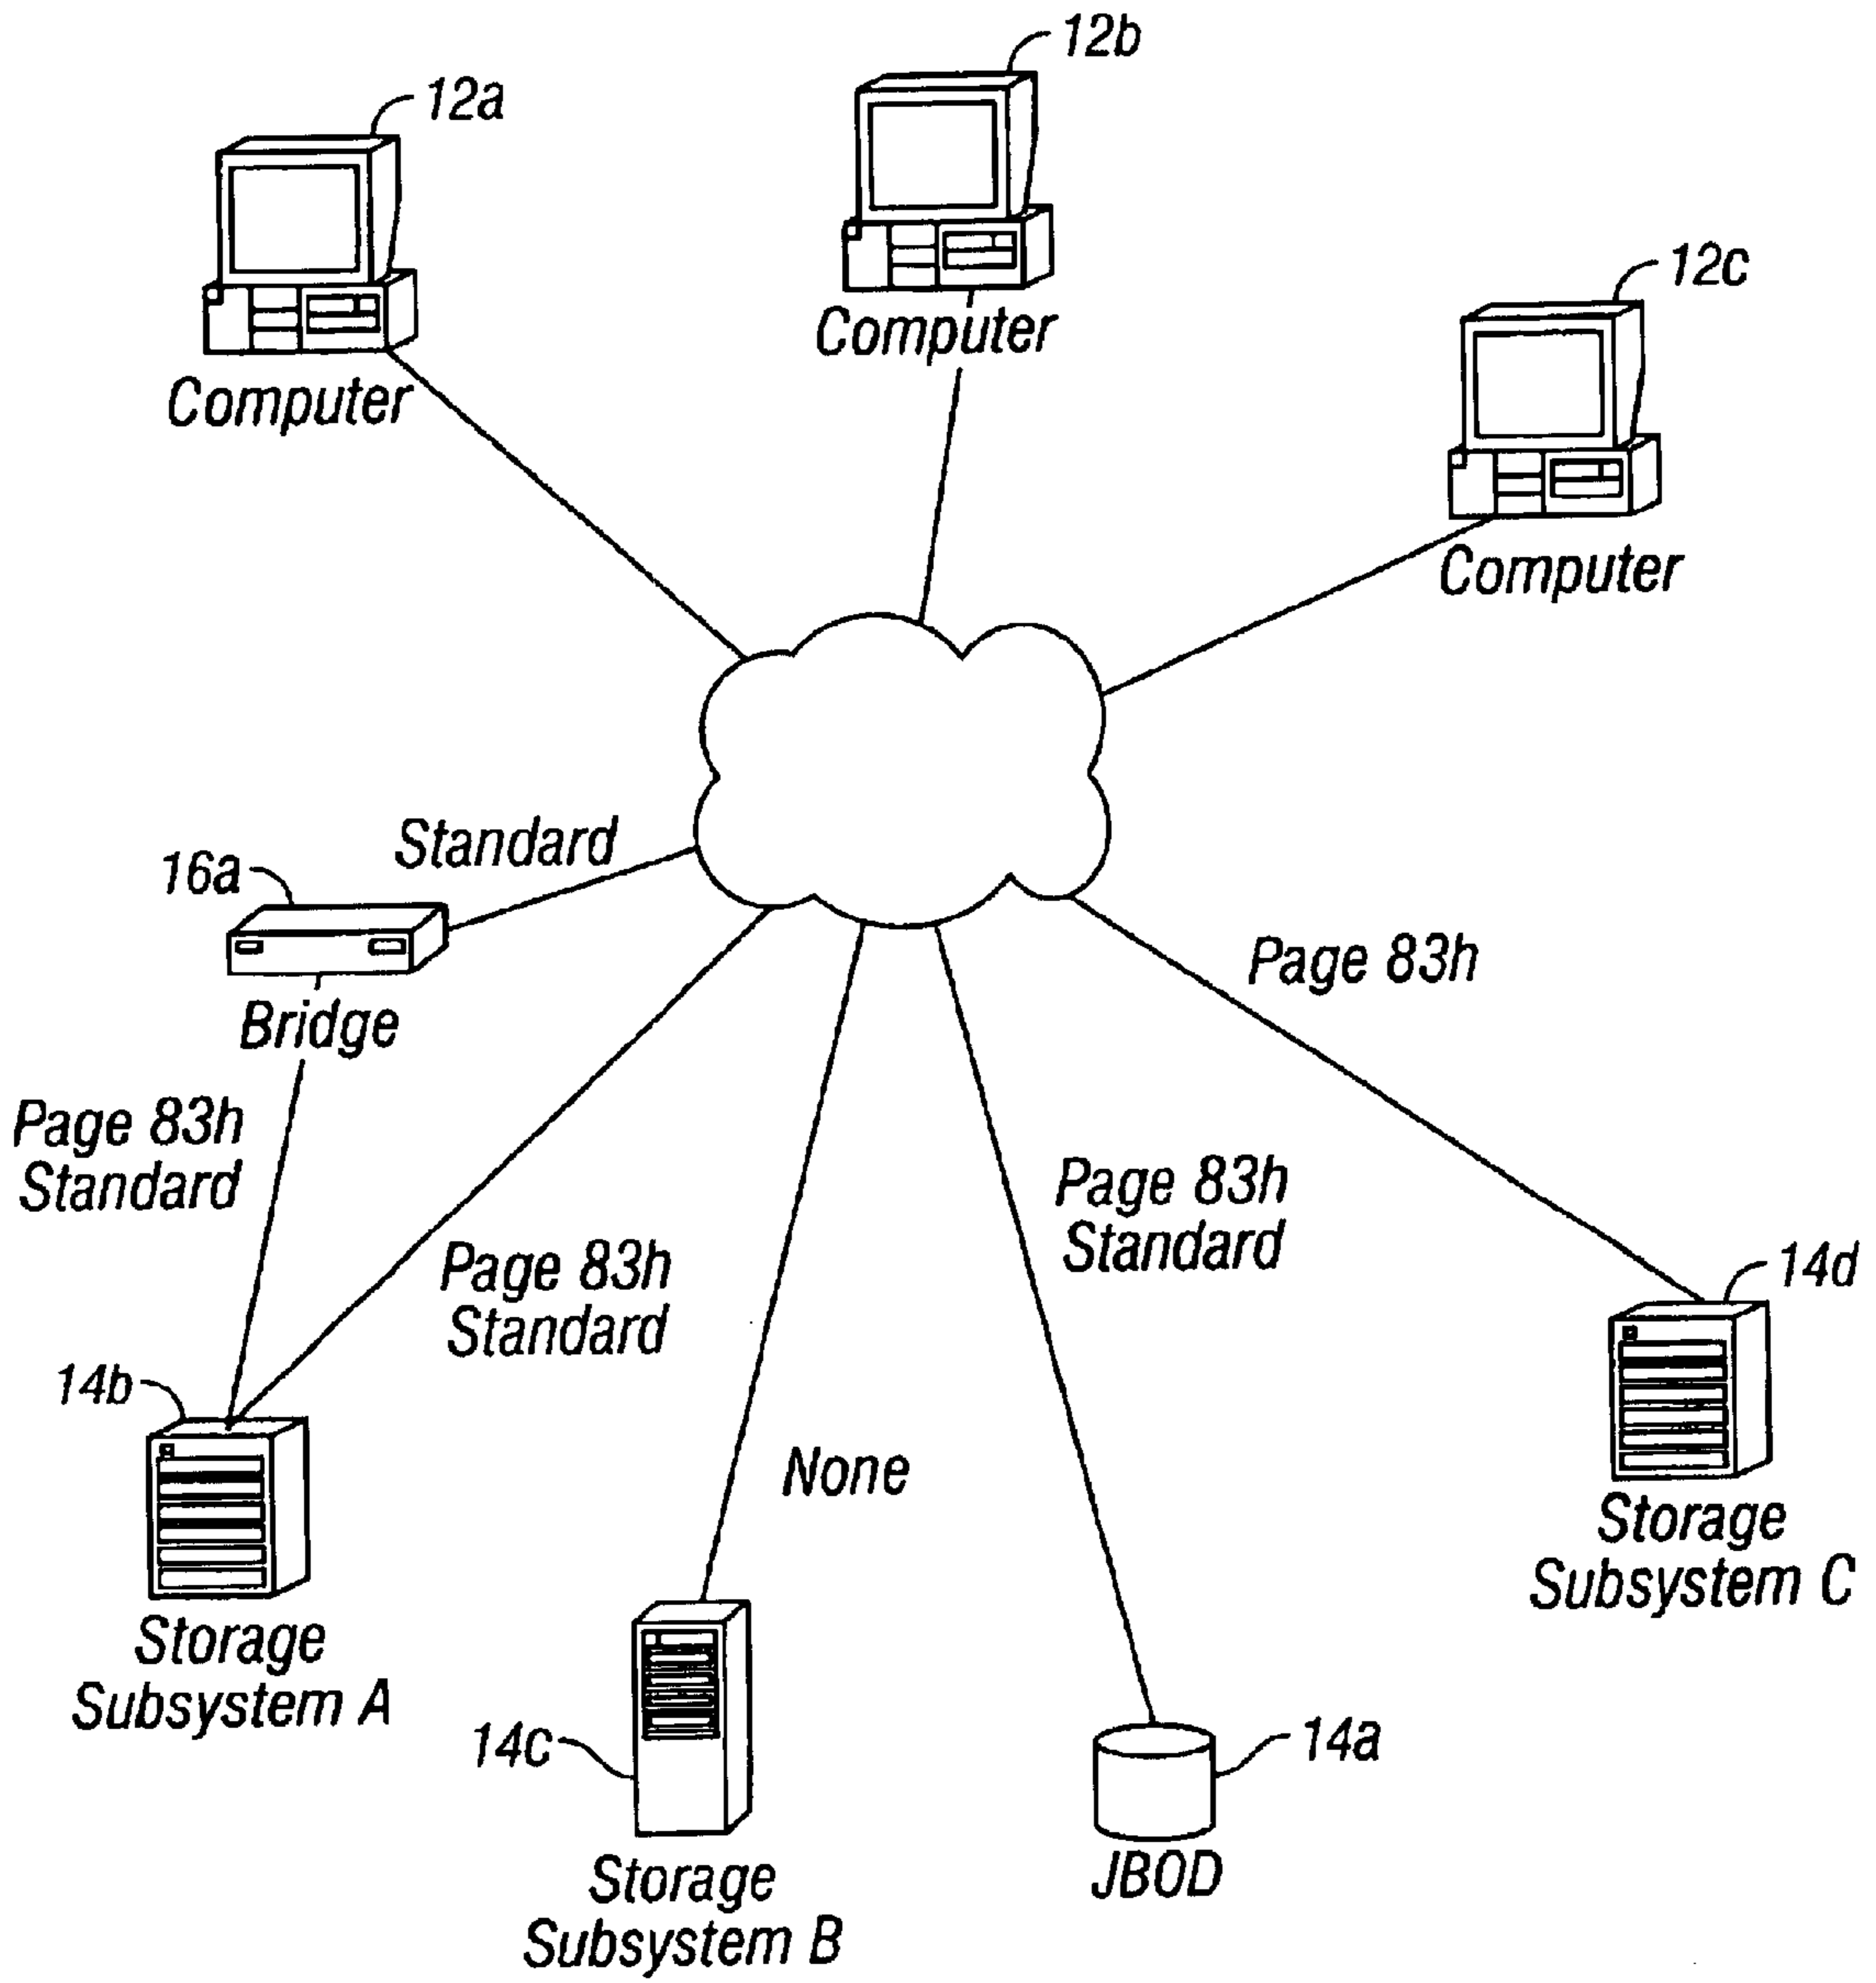 12b
12a
Computer
12c
Computer
Computer
Standard
16a
Page 83h
Bridge
Page 83h
Standard
Page 83h
Standard
Page 83h
Standard
14d
14b
None
Storage
Subsystem C
Storage
Subsystem A
14c
14a
JBOD
Storage
Subsystem B